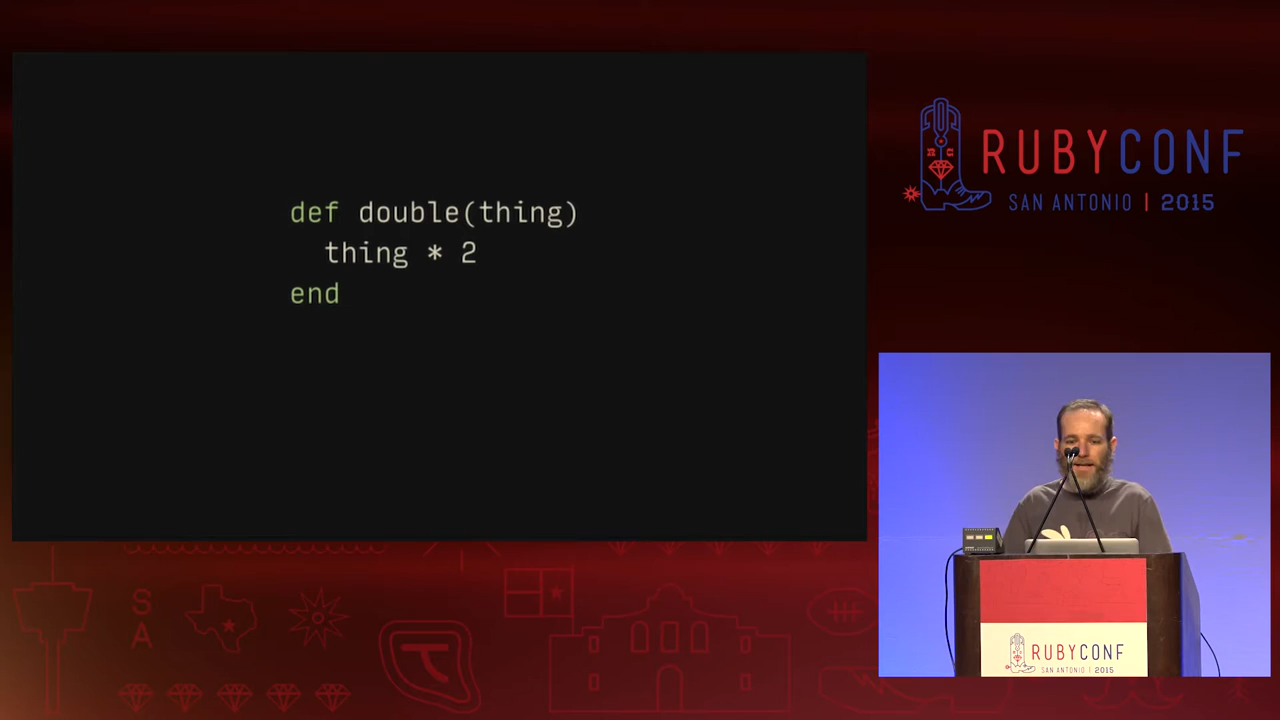 def double(thing)
  thing * 2
end
RUBYCONF
SAN ANTONIO | 2015
S
A
RUBYCONF
SAN ANTONIO | 2015